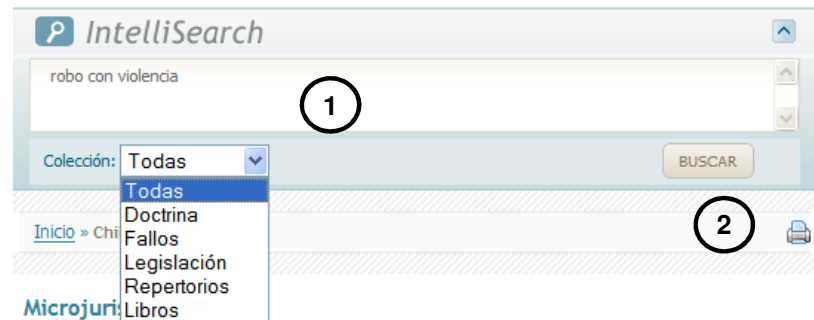 IntelliSearch
robo con violencia
1
Colección: Todas
BUSCAR
Todas
Doctrina
2
Inicio » Chi
Fallos
Legislación
Repertorios
Microjuris
Libros